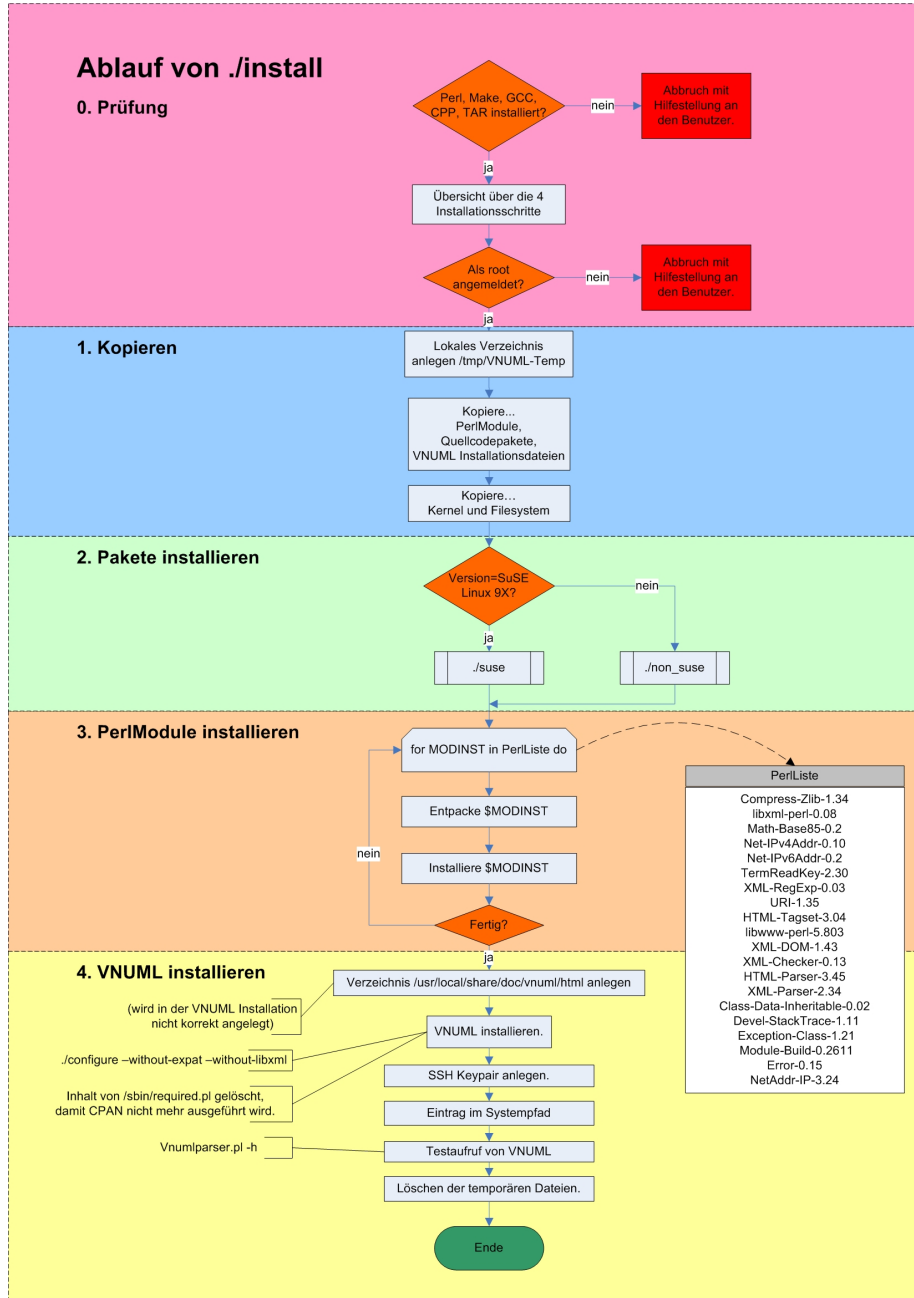 Ablauf von ./install
0. Prüfung
Perl, Make, GCC,
CPP, TAR installiert?
nein
Abbruch mit
Hilfestellung an
den Benutzer.
ja
Übersicht über die 4
Installationsschritte
Als root
angemeldet?
nein
Abbruch mit
Hilfestellung an
den Benutzer.
ja
1. Kopieren
Lokales Verzeichnis
anlegen /tmp/VNUML-Temp
Kopiere...
PerlModule,
Quellcodepakete,
VNUML Installationsdateien
Kopiere...
Kernel und Filesystem
2. Pakete installieren
Version=SuSE
Linux 9X?
nein
ja
./suse
./non_suse
3. PerlModule installieren
for MODINST in PerlListe do
Entpacke $MODINST
nein
Installiere $MODINST
Fertig?
ja
PerlListe
Compress-Zlib-1.34
libxml-perl-0.08
Math-Base85-0.2
Net-IPv4Addr-0.10
Net-IPv6Addr-0.2
TermReadKey-2.30
XML-RegExp-0.03
URI-1.35
HTML-Tagset-3.04
libwww-perl-5.803
XML-DOM-1.43
XML-Checker-0.13
HTML-Parser-3.45
XML-Parser-2.34
Class-Data-Inheritable-0.02
Devel-StackTrace-1.11
Exception-Class-1.21
Module-Build-0.2611
Error-0.15
NetAddr-IP-3.24
4. VNUML installieren
Verzeichnis /usr/local/share/doc/vnuml/html anlegen
(wird in der VNUML Installation
nicht korrekt angelegt)
VNUML installieren.
./configure –without-expat –without-libxml
SSH Keypair anlegen.
Inhalt von /sbin/required.pl gelöscht,
damit CPAN nicht mehr ausgeführt wird.
Eintrag im Systempfad
Vnumlparser.pl -h
Testaufruf von VNUML
Löschen der temporären Dateien.
Ende